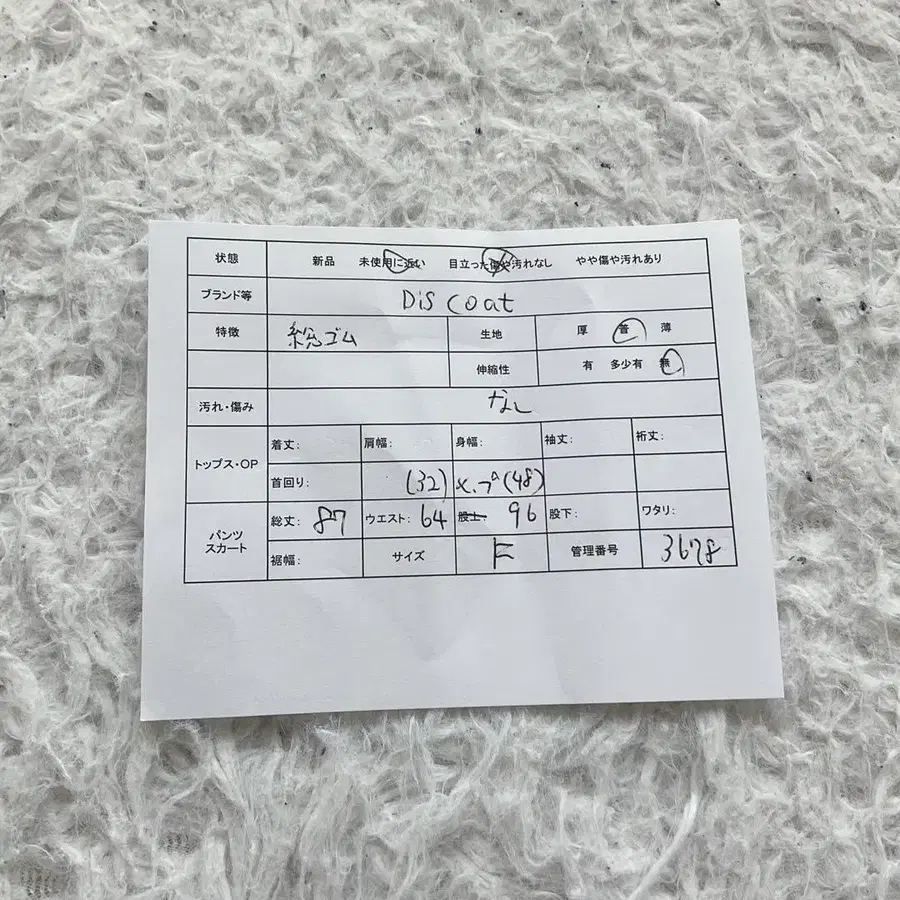 状態 新品 未使用に近い 目立った傷や汚れなし やや傷や汚れあり
ブランド等 Discoat
特徴 総ゴム 生地 厚 普 薄
伸縮性 有 多少有 無
汚れ・傷み なし
トップス・OP 着丈: 肩幅: 身幅: 袖丈: 裄丈:
首回り: (32) ヒップ(48)
パンツ スカート 総丈: 87 ウエスト: 64 股上: 96 股下: ワタリ:
裾幅: サイズ F 管理番号 3678